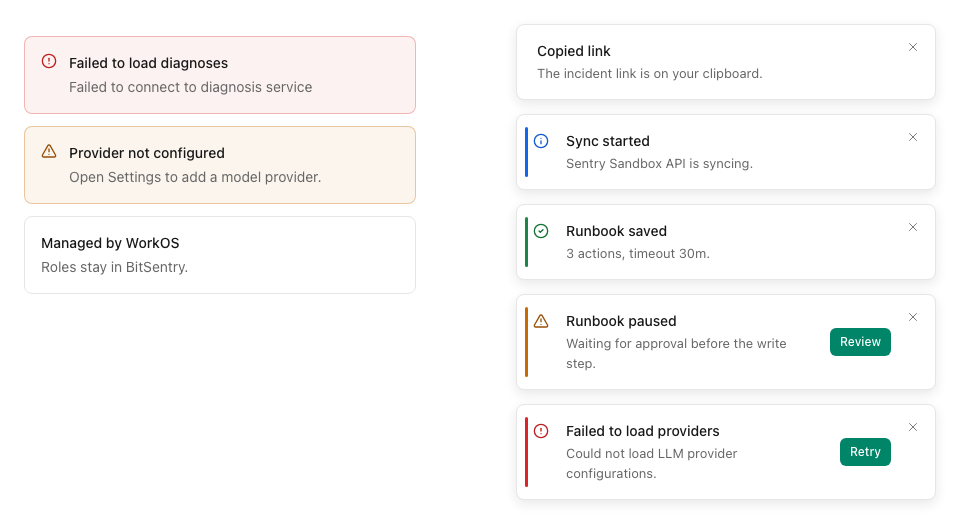 Failed to load diagnoses
Failed to connect to diagnosis service
Provider not configured
Open Settings to add a model provider.
Managed by WorkOS
Roles stay in BitSentry.
Copied link
The incident link is on your clipboard.
Sync started
Sentry Sandbox API is syncing.
Runbook saved
3 actions, timeout 30m.
Runbook paused
Waiting for approval before the write
step.
Review
Failed to load providers
Could not load LLM provider
configurations.
Retry